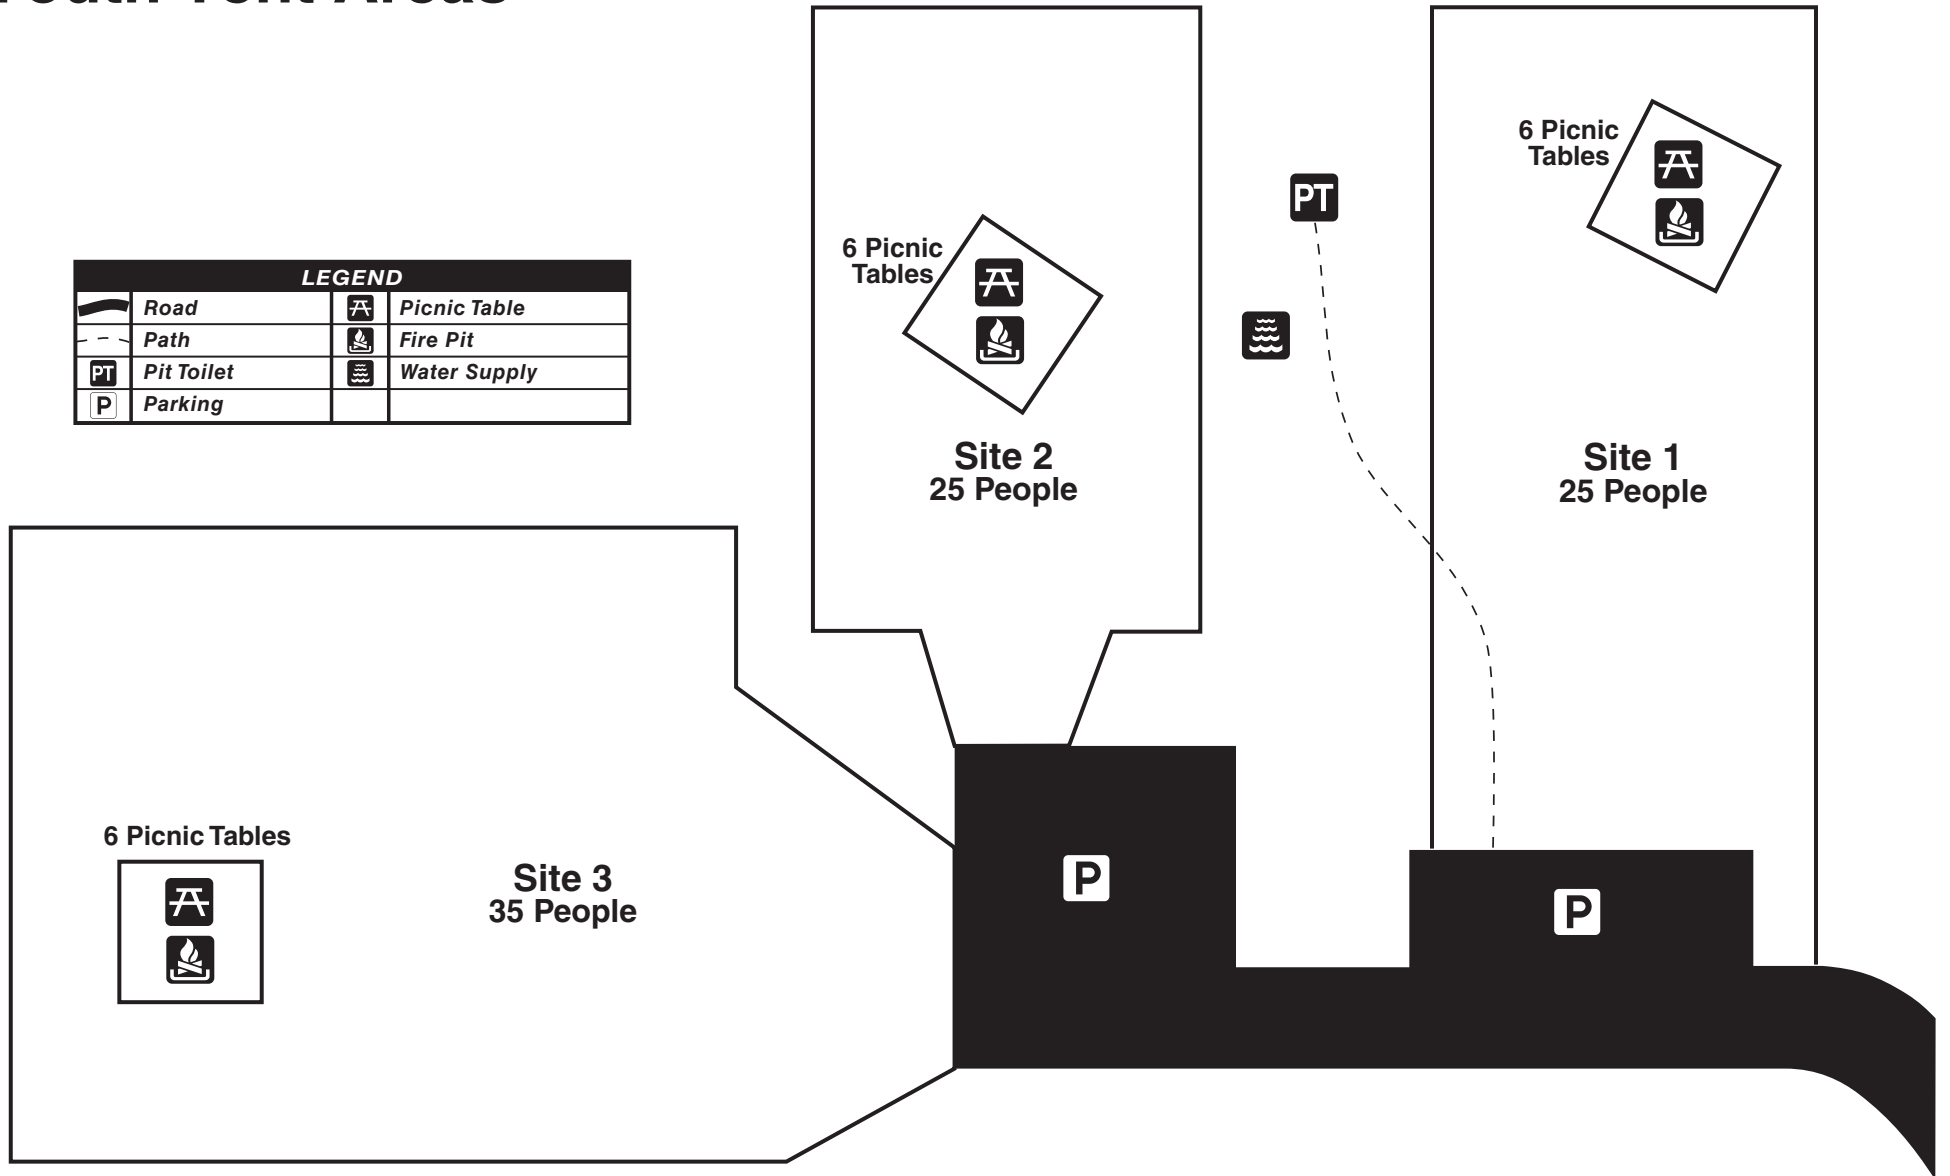 Youth Tent Areas
6 Picnic
Tables
PT
6 Picnic
Tables
LEGEND
Road
Picnic Table
Path
Fire Pit
PT
Pit Toilet
Water Supply
P
Parking
Site 2
25 People
Site 1
25 People
6 Picnic Tables
Site 3
35 People
P
P